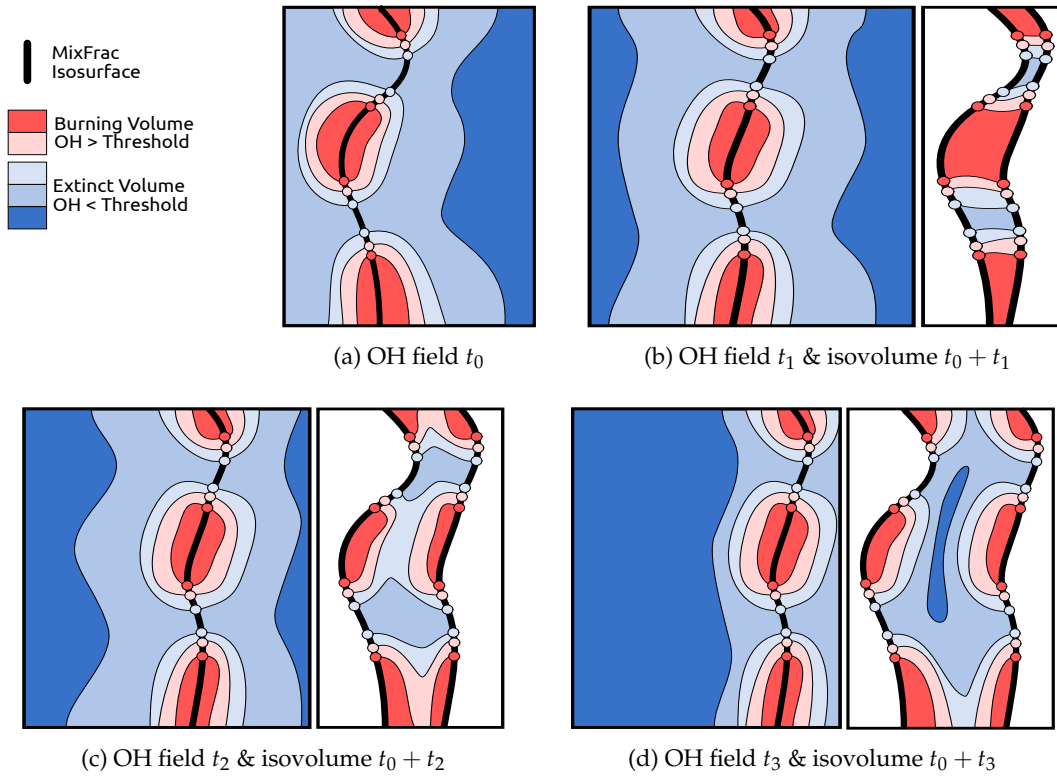 MixFrac
Isosurface
Burning Volume
OH > Threshold
Extinct Volume
OH < Threshold
(a) OH field t₀
(b) OH field t₁ & isovolume t₀ + t₁
(c) OH field t₂ & isovolume t₀ + t₂
(d) OH field t₃ & isovolume t₀ + t₃